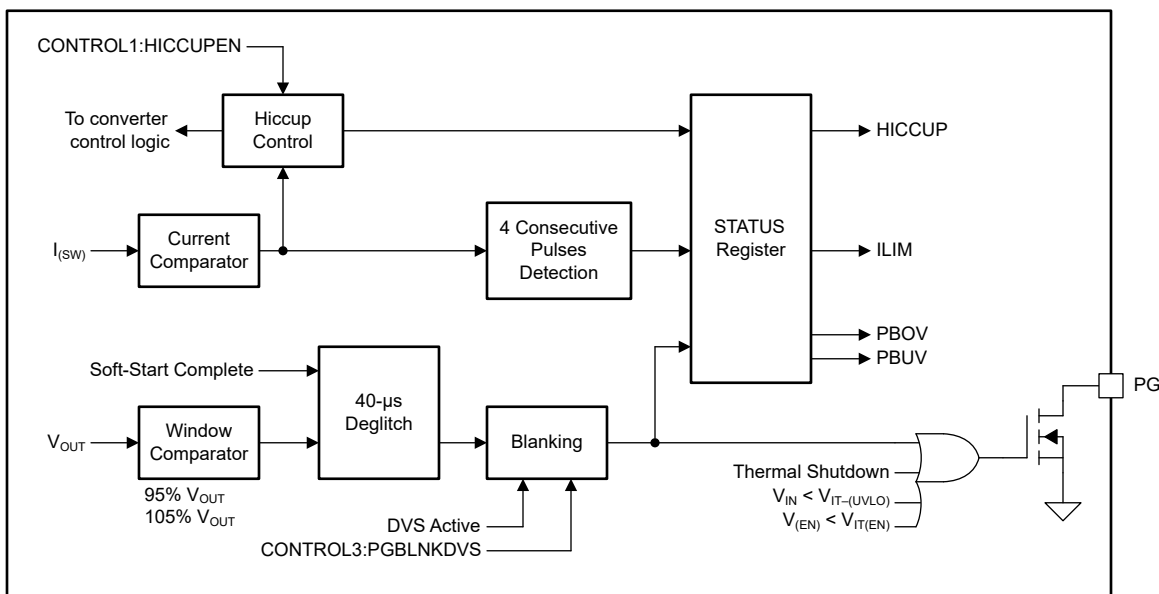 CONTROL1:HICCUPEN
To converter
control logic
Hiccup
Control
HICCUP
I(SW)
Current
Comparator
4 Consecutive
Pulses
Detection
STATUS
Register
ILIM
PBOV
PBUV
Soft-Start Complete
40-µs
Deglitch
PG
VOUT
Window
Comparator
Blanking
95% VOUT
105% VOUT
Thermal Shutdown
VIN < VIT–(UVLO)
V(EN) < VIT(EN)
DVS Active
CONTROL3:PGBLNKDVS